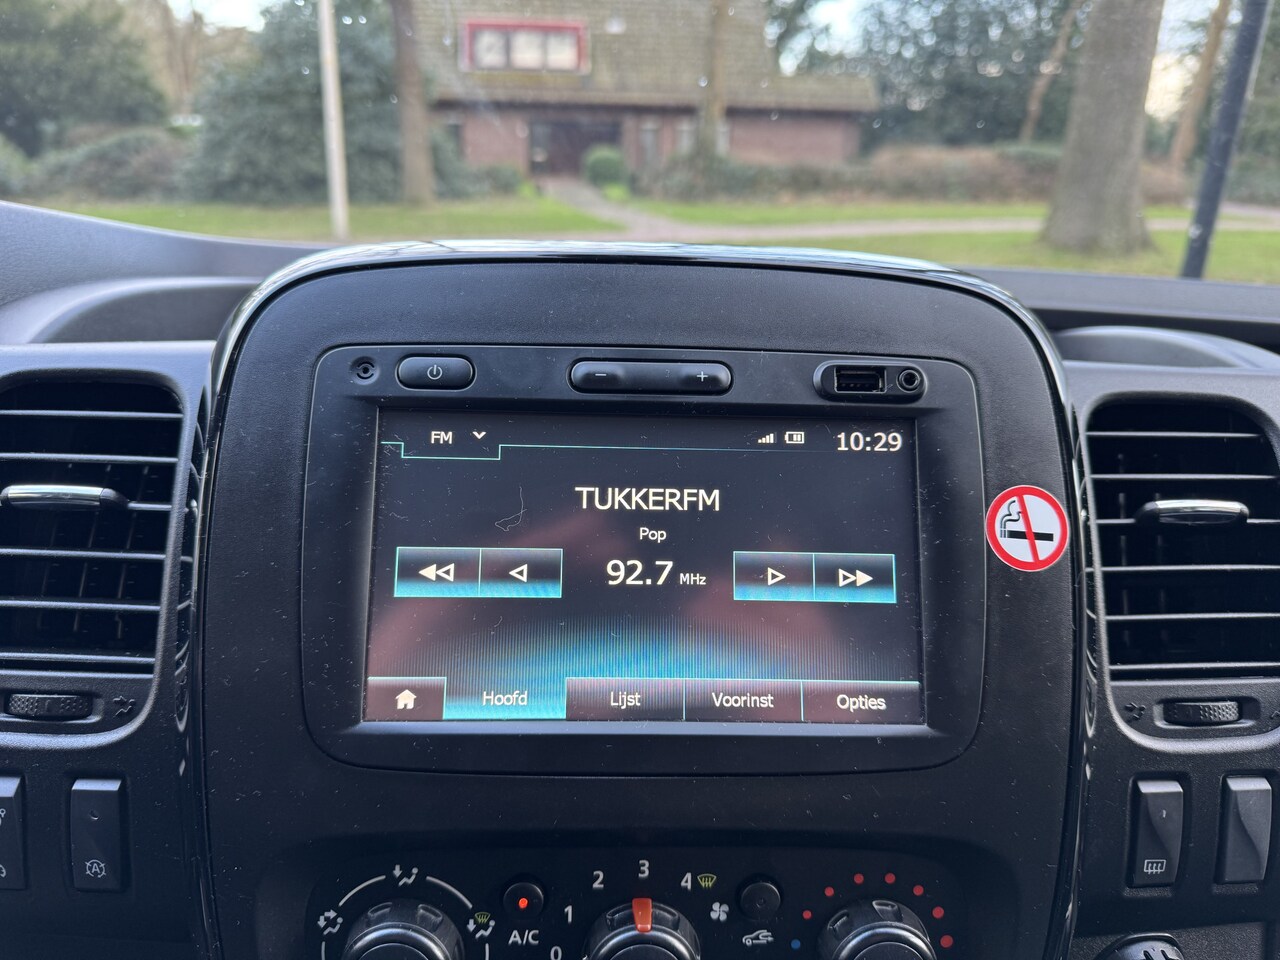 FM
10:29
TUKKERFM
Pop
92.7 MHz
Hoofd
Lijst
Voorinst
Opties
A
A/C
0
1
2
3
4